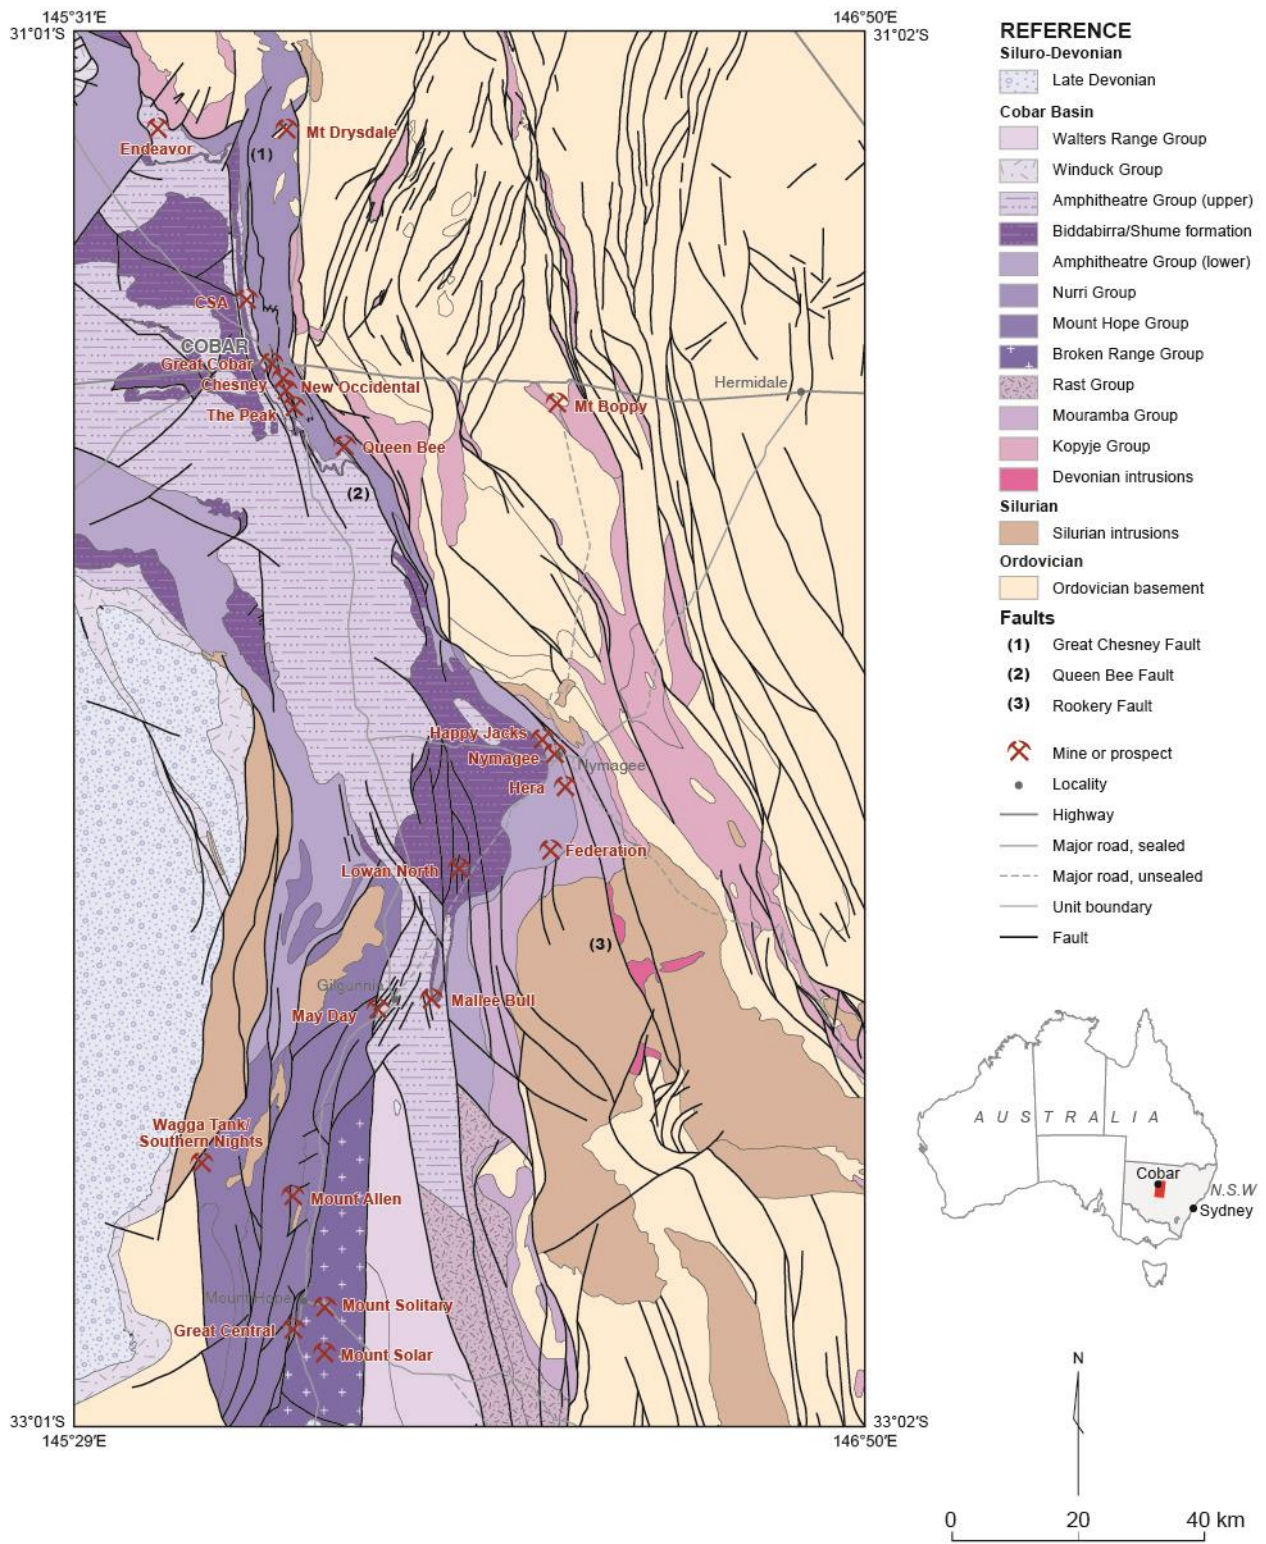 145°31'E
146°50'E
31°01'S
31°02'S
Endeavor
Mt Drysdale
(1)
CSA
COBAR
Great Cobar
Chesney
New Occidental
The Peak
Hermidale
Mt Boppy
Queen Bee
(2)
Happy Jacks
Nymagee
Nymagee
Hera
Federation
Lowan North
(3)
Gilgunnia
Mallee Bull
May Day
Wagga Tank/
Southern Nights
Mount Allen
Mount Hope
Mount Solitary
Great Central
Mount Solar
33°01'S
33°02'S
145°29'E
146°50'E
REFERENCE
Siluro-Devonian
Late Devonian
Cobar Basin
Walters Range Group
Winduck Group
Amphitheatre Group (upper)
Biddabirra/Shume formation
Amphitheatre Group (lower)
Nurri Group
Mount Hope Group
Broken Range Group
Rast Group
Mouramba Group
Kopyje Group
Devonian intrusions
Silurian
Silurian intrusions
Ordovician
Ordovician basement
Faults
(1) Great Chesney Fault
(2) Queen Bee Fault
(3) Rookery Fault
Mine or prospect
Locality
Highway
Major road, sealed
Major road, unsealed
Unit boundary
Fault
AUSTRALIA
Cobar
N.S.W
Sydney
N
0 20 40 km